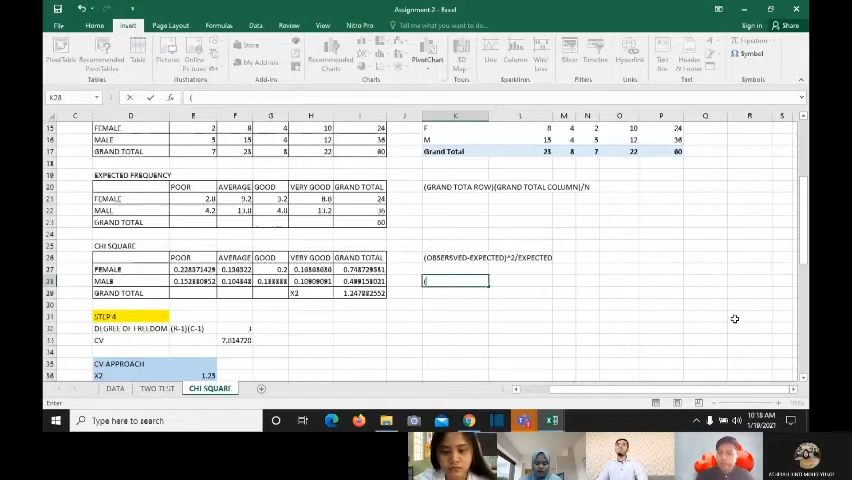 Assignment 2 - Excel
File Home Insert Page Layout Formulas Data Review View Nitro Pro Tell me what you want to do... Sign in Share
PivotTable Recommended PivotTables Table Pictures Online Pictures Store My Add-ins Recommended Charts PivotChart 3D Map Line Column Win/Loss Slicer Timeline Hyperlink Text Box Header & Footer Equation Symbol
Tables Illustrations Add-ins Charts Tours Sparklines Filters Links Text Symbols
K28 (
C D E F G H I J K L M N O P Q R S
15 FEMALE 2 8 4 10 24 F 8 4 2 10 24
16 MALE 5 15 4 12 36 M 15 4 5 12 36
17 GRAND TOTAL 7 23 8 22 60 Grand Total 23 8 7 22 60
18
19 EXPECTED FREQUENCY
20 POOR AVERAGE GOOD VERY GOOD GRAND TOTAL (GRAND TOTA ROW)(GRAND TOTAL COLUMN)/N
21 FEMALE 2.8 9.2 3.2 8.8 24
22 MALE 4.2 13.8 4.8 13.2 36
23 GRAND TOTAL 60
24
25 CHI SQUARE
26 POOR AVERAGE GOOD VERY GOOD GRAND TOTAL (OBSERSVED-EXPECTED)^2/EXPECTED
27 FEMALE 0.228571429 0.2 0.748729581
28 MALE 0.152380952 0.104348 0.10909091 0.499153021 (
29 GRAND TOTAL X2 1.247882552
30
31 STEP 4
32 DEGREE OF FREEDOM (R-1)(C-1) 3
33 CV 7.814728
34
35 CV APPROACH
36 X2 1.25
DATA TWO TEST CHI SQUARE
Enter 100%
Type here to search 10:18 AM
1/19/2021
ATHIRAH BINTI MOHD YUSOF